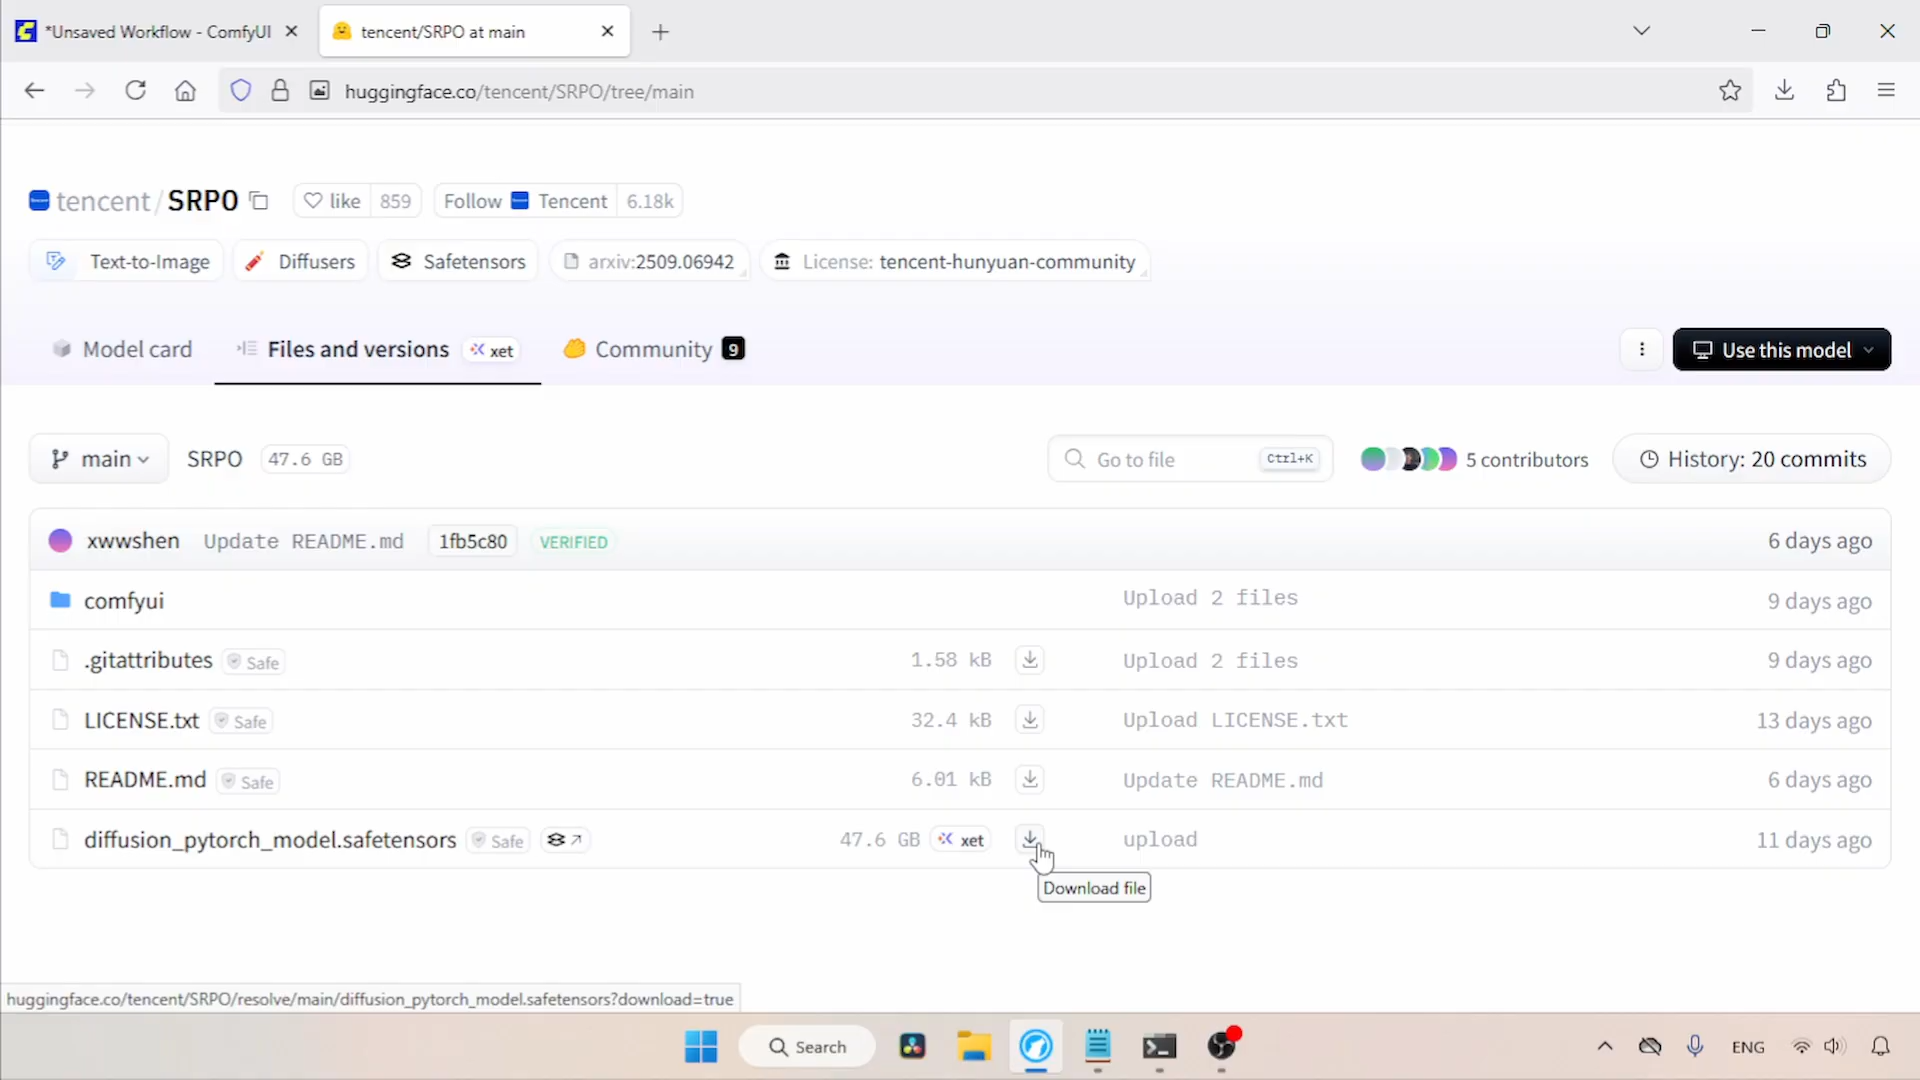 *Unsaved Workflow - ComfyUI
tencent/SRPO at main
huggingface.co/tencent/SRPO/tree/main
tencent/SRPO
like 859
Follow Tencent 6.18k
Text-to-Image
Diffusers
Safetensors
arxiv:2509.06942
License: tencent-hunyuan-community
Model card
Files and versions xet
Community 9
Use this model
main
SRPO 47.6 GB
Go to file Ctrl+K
5 contributors
History: 20 commits
xwwshen Update README.md 1fb5c80 VERIFIED 6 days ago
comfyui Upload 2 files 9 days ago
.gitattributes Safe 1.58 kB Upload 2 files 9 days ago
LICENSE.txt Safe 32.4 kB Upload LICENSE.txt 13 days ago
README.md Safe 6.01 kB Update README.md 6 days ago
diffusion_pytorch_model.safetensors Safe 47.6 GB xet upload 11 days ago
Download file
huggingface.co/tencent/SRPO/resolve/main/diffusion_pytorch_model.safetensors?download=true
Search
ENG